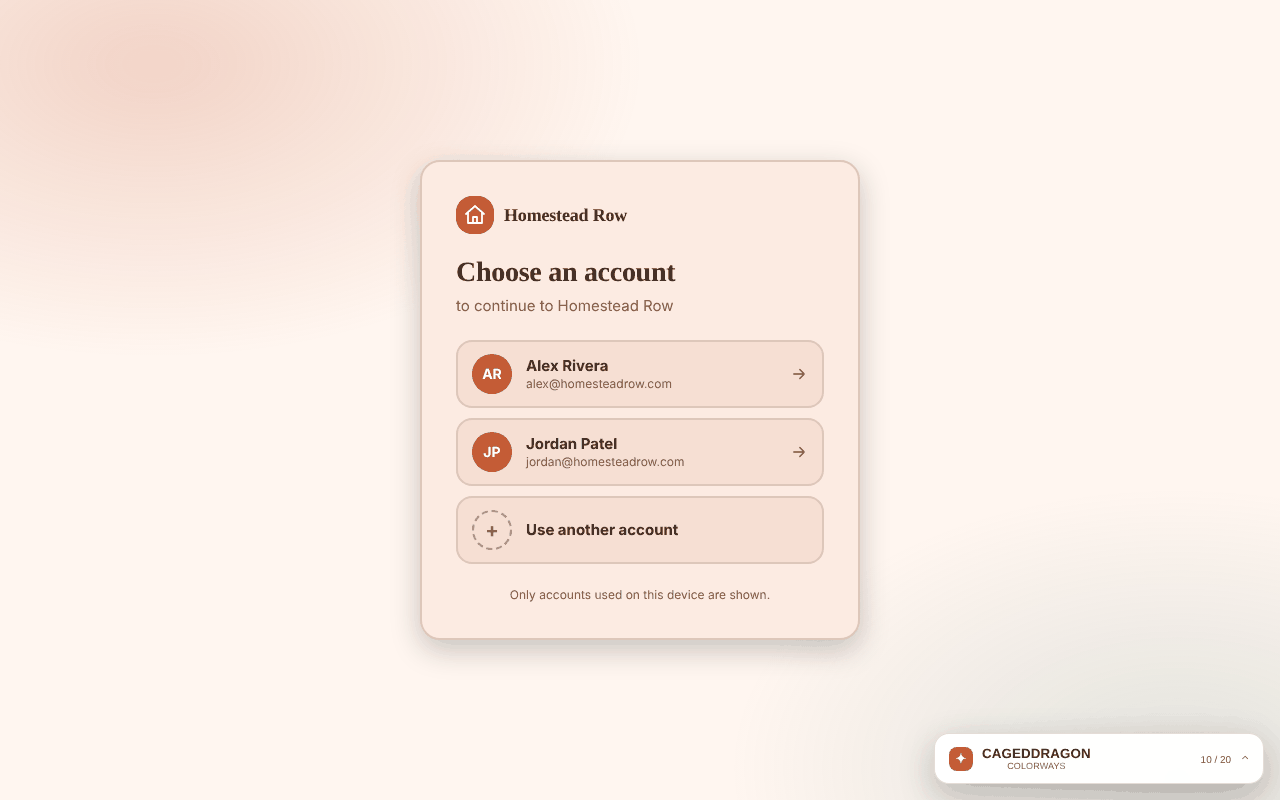 Homestead Row
Choose an account
to continue to Homestead Row
AR
Alex Rivera
alex@homesteadrow.com
JP
Jordan Patel
jordan@homesteadrow.com
+
Use another account
Only accounts used on this device are shown.
CAGEDDRAGON
COLORWAYS
10 / 20